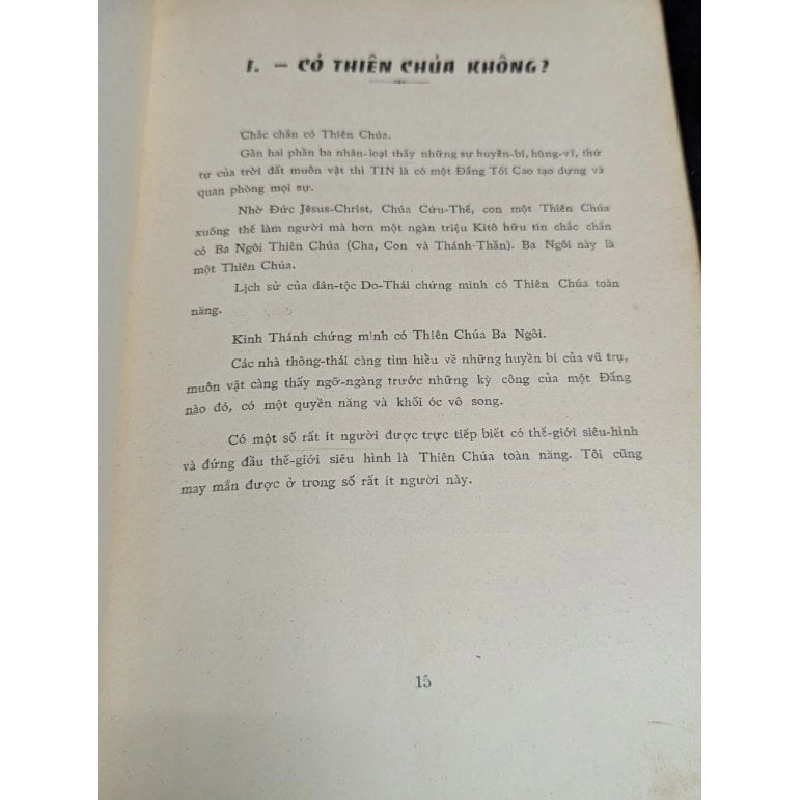 I. — CÓ THIÊN CHÚA KHÔNG?
Chắc chắn có Thiên Chúa.
Gần hai phần ba nhân-loại thấy những sự huyền-bí, hùng-vĩ, thứ
tự của trời đất muôn vật thì TIN là có một Đấng Tối Cao tạo dựng và
quan phòng mọi sự.
Nhờ Đức Jêsus-Christ, Chúa Cứu-Thế, con một Thiên Chúa
xuống thế làm người mà hơn một ngàn triệu Kitô hữu tin chắc chắn
có Ba Ngôi Thiên Chúa (Cha, Con và Thánh-Thần). Ba Ngôi này là
một Thiên Chúa.
Lịch sử của dân-tộc Do-Thái chứng minh có Thiên Chúa toàn
năng.
Kinh Thánh chứng minh có Thiên Chúa Ba Ngôi.
Các nhà thông-thái càng tìm hiểu về những huyền bí của vũ trụ,
muôn vật càng thấy ngỡ-ngàng trước những kỳ công của một Đấng
nào đó, có một quyền năng và khối óc vô song.
Có một số rất ít người được trực tiếp biết có thế-giới siêu-hình
và đứng đầu thế-giới siêu hình là Thiên Chúa toàn năng. Tôi cũng
may mắn được ở trong số rất ít người này.
15